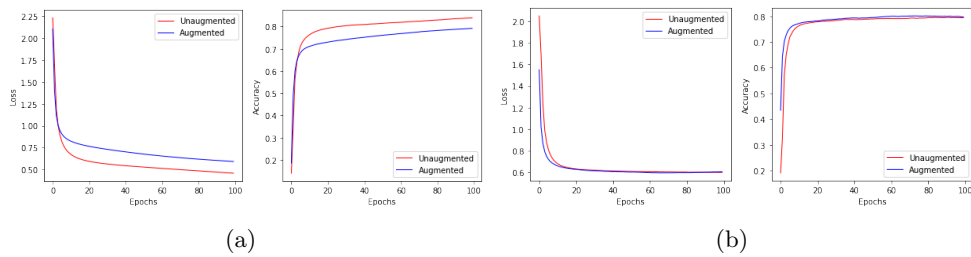 2.25
2.00
1.75
1.50
1.25
1.00
0.75
0.50
Loss
0 20 40 60 80 100
Epochs
Unaugmented
Augmented
0.8
0.7
0.6
0.5
0.4
0.3
0.2
Accuracy
0 20 40 60 80 100
Epochs
Unaugmented
Augmented
(a)
2.0
1.8
1.6
1.4
1.2
1.0
0.8
0.6
Loss
0 20 40 60 80 100
Epochs
Unaugmented
Augmented
0.8
0.7
0.6
0.5
0.4
0.3
0.2
Accuracy
0 20 40 60 80 100
Epochs
Unaugmented
Augmented
(b)